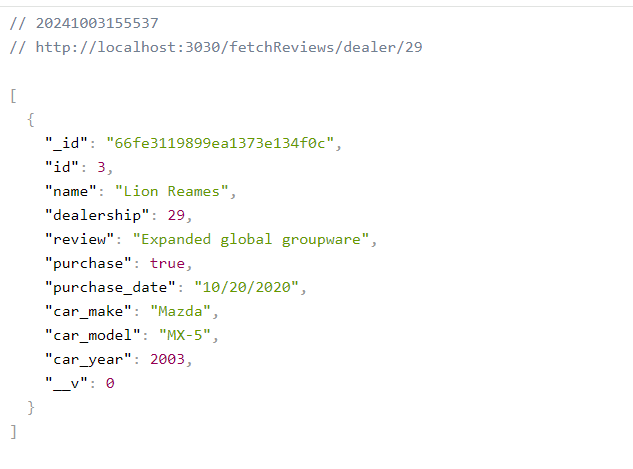 // 20241003155537
// http://localhost:3030/fetchReviews/dealer/29
[
{
"_id": "66fe3119899ea1373e134f0c",
"id": 3,
"name": "Lion Reames",
"dealership": 29,
"review": "Expanded global groupware",
"purchase": true,
"purchase_date": "10/20/2020",
"car_make": "Mazda",
"car_model": "MX-5",
"car_year": 2003,
"__v": 0
}
]